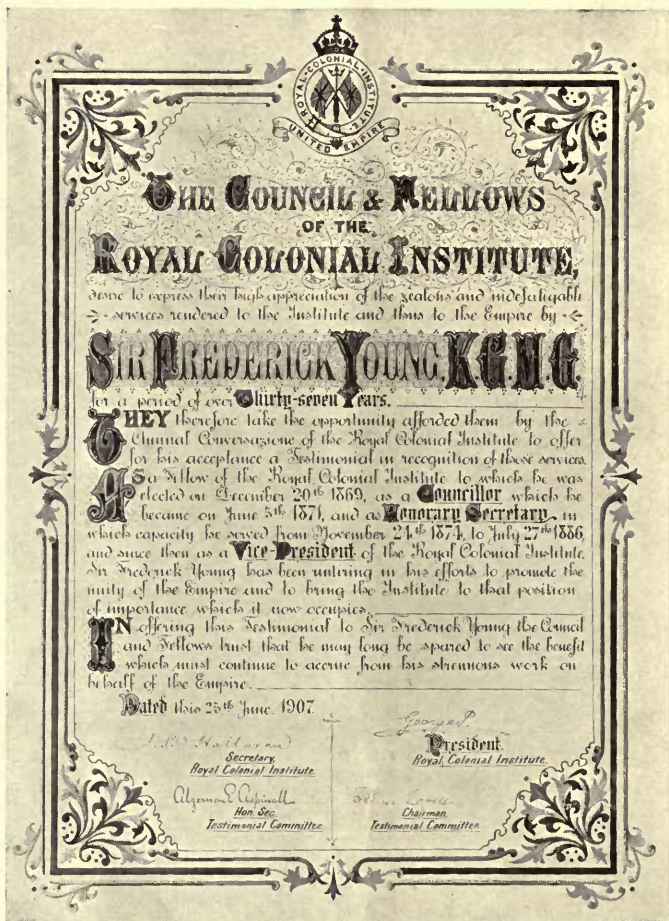 ROYAL·COLONIAL·INSTITUTE
UNITED EMPIRE
THE COUNCIL & FELLOWS
OF THE
ROYAL COLONIAL INSTITUTE,
desire to express their high appreciation of the zealous and indefatigable
services rendered to the Institute and thus to the Empire by
SIR FREDERICK YOUNG, K.C.M.G.
for a period of over Thirty-seven Years.
THEY therefore take the opportunity afforded them by the
Annual Conversazione of the Royal Colonial Institute to offer
for his acceptance a Testimonial in recognition of those services.
AS a Fellow of the Royal Colonial Institute to which he was
elected on December 20th 1869, as a Councillor which he
became on June 5th 1871, and as Honorary Secretary, in
which capacity he served from November 24th 1874, to July 27th 1886,
and since then as a Vice-President of the Royal Colonial Institute,
Sir Frederick Young has been untiring in his efforts to promote the
unity of the Empire and to bring the Institute to that position
of importance which it now occupies.
IN offering this Testimonial to Sir Frederick Young the Council
and Fellows trust that he may long be spared to see the benefit
which must continue to accrue from his strenuous work on
behalf of the Empire.
Dated this 25th June, 1907.
George P.
President.
Royal Colonial Institute.
Secretary,
Royal Colonial Institute.
Algernon E. Aspinall
Hon. Sec.
Testimonial Committee.
Chairman,
Testimonial Committee.